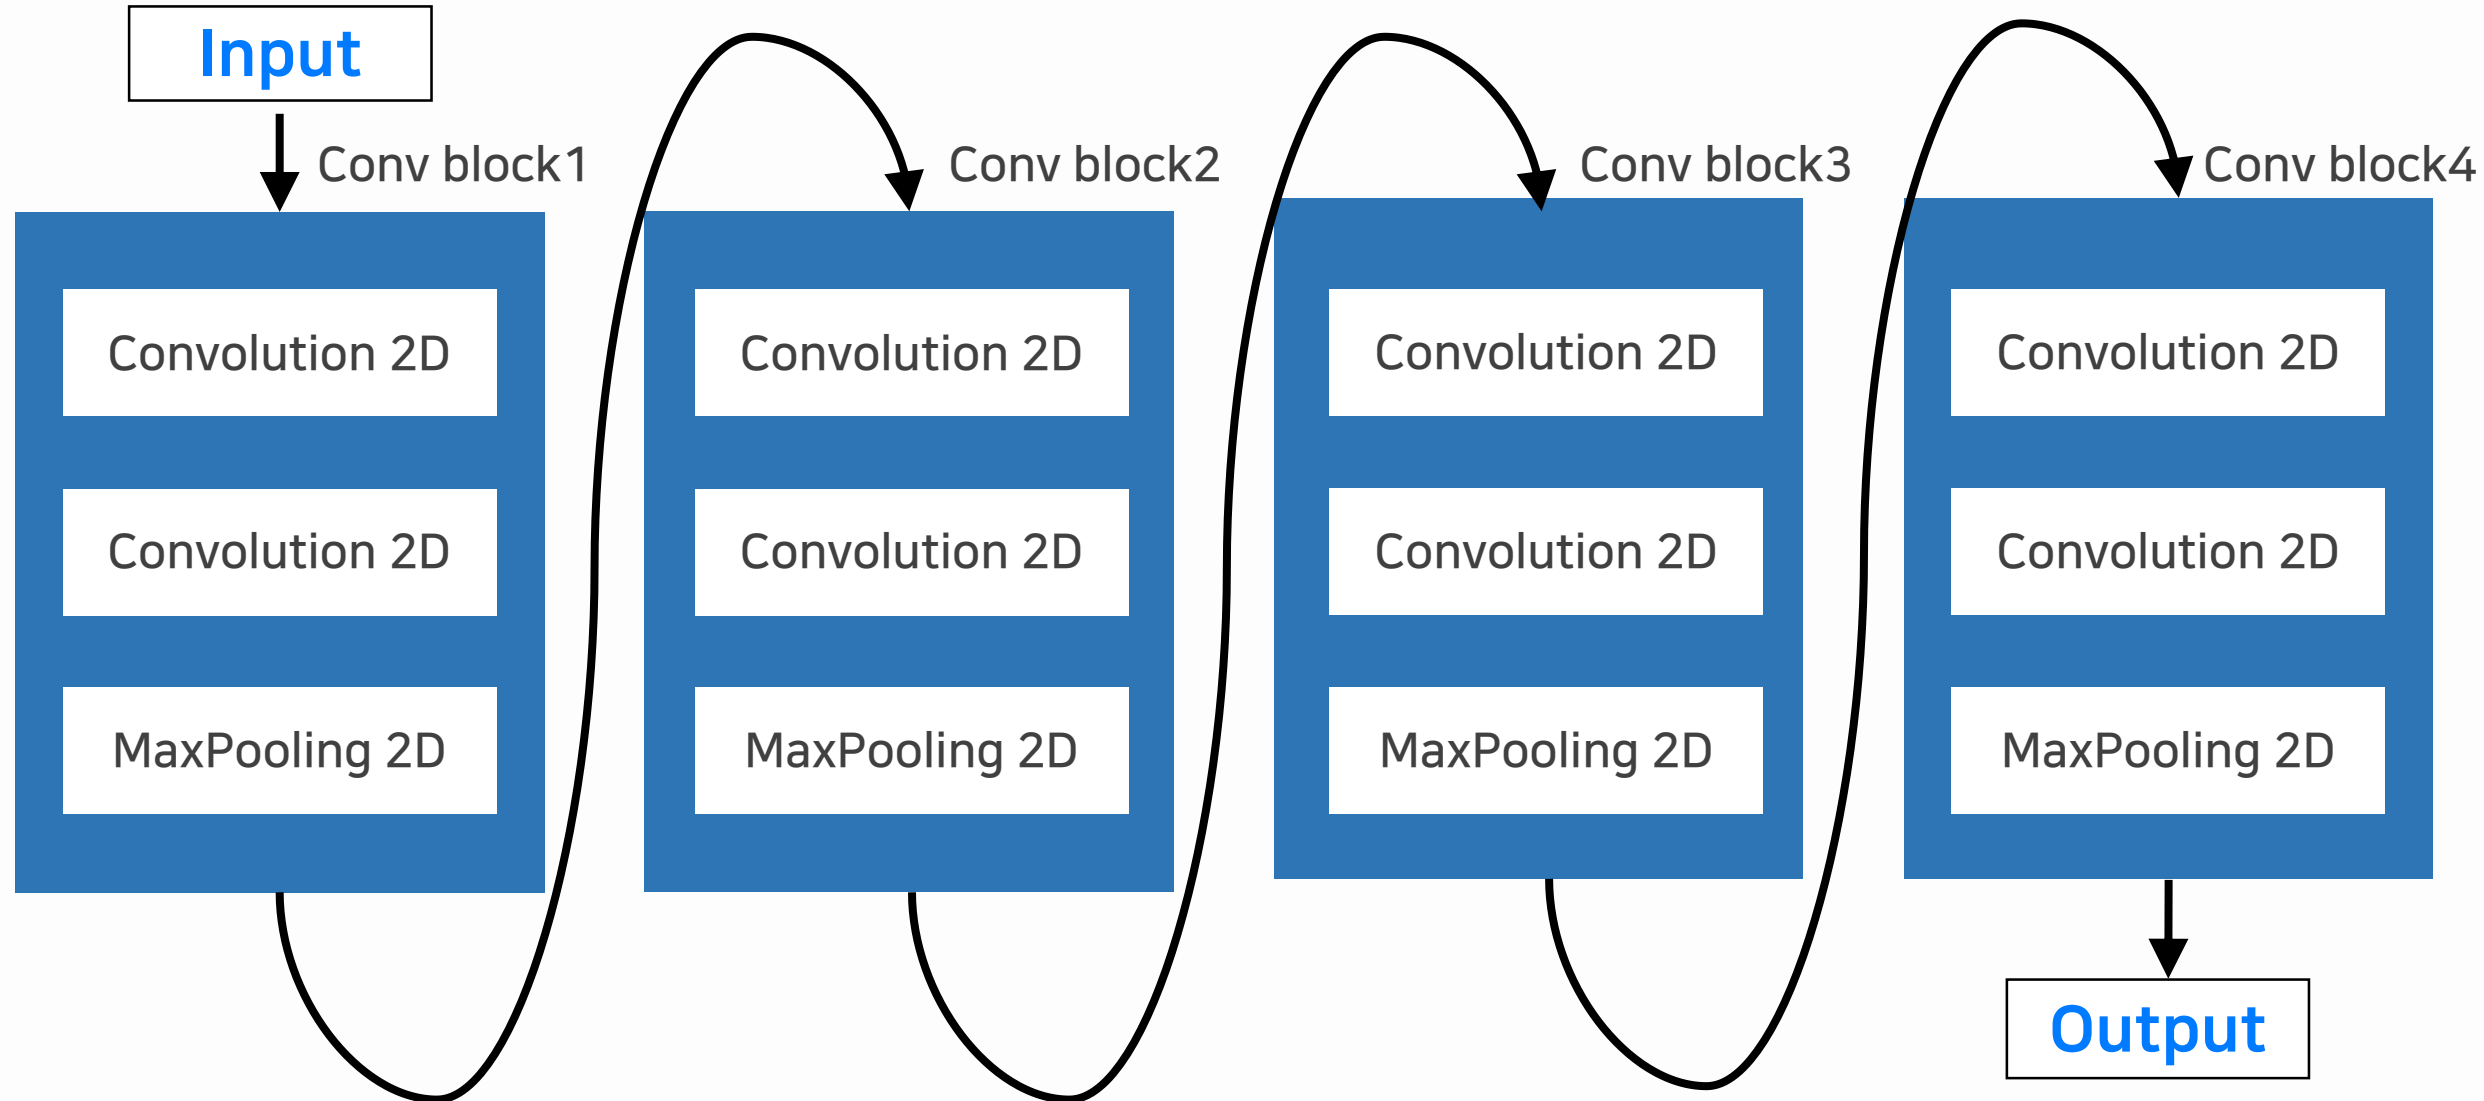 Input
Conv block1
Convolution 2D
Convolution 2D
MaxPooling 2D
Conv block2
Convolution 2D
Convolution 2D
MaxPooling 2D
Conv block3
Convolution 2D
Convolution 2D
MaxPooling 2D
Conv block4
Convolution 2D
Convolution 2D
MaxPooling 2D
Output